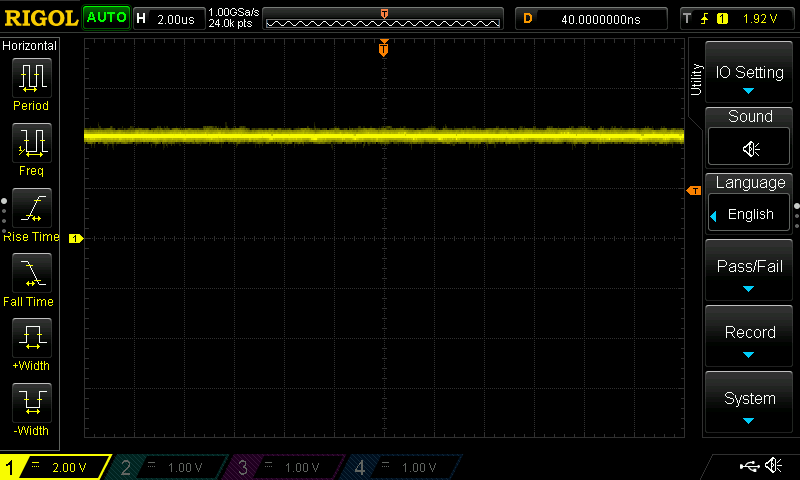 RIGOL AUTO H 2.00us 1.00GSa/s
24.0k pts
T
D 40.0000000ns
T 1 1.92 V
Horizontal
Period
Freq
Rise Time
Fall Time
+Width
-Width
T
T
1
Utility
IO Setting
Sound
Language
English
Pass/Fail
Record
System
1 2.00 V
2 1.00 V
3 1.00 V
4 1.00 V